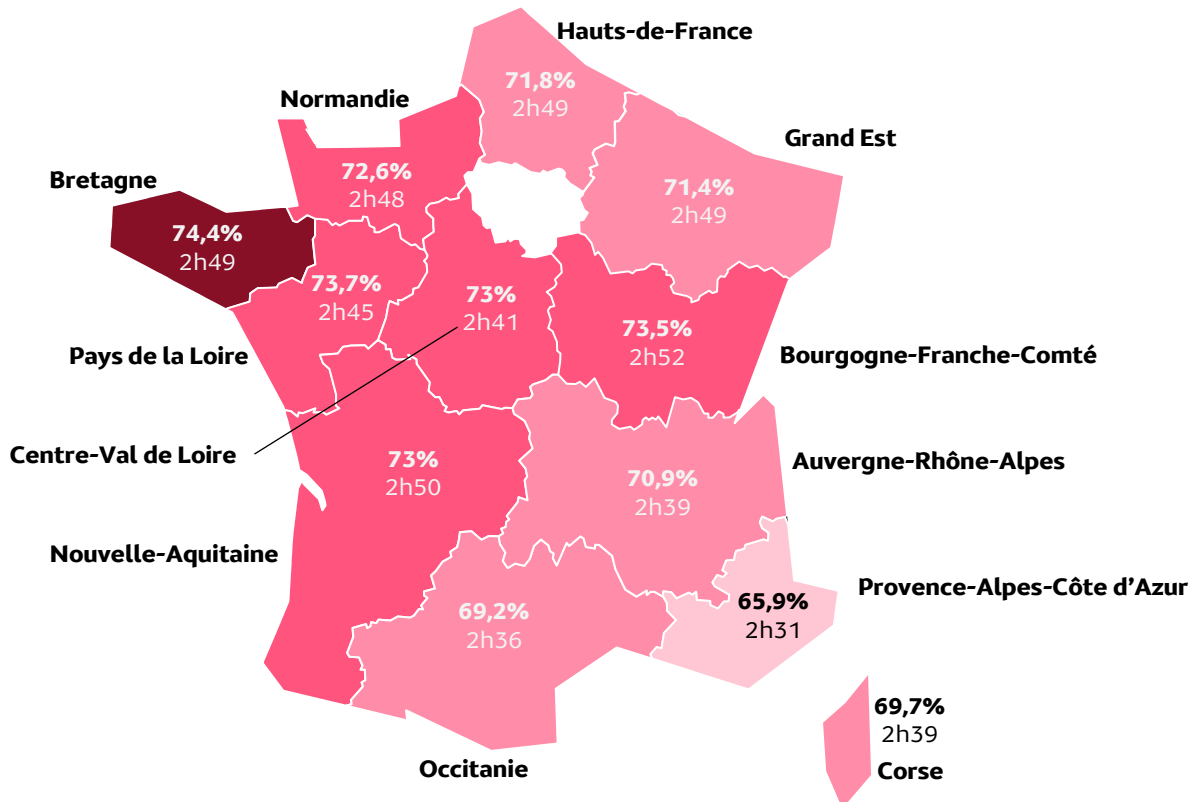 Hauts-de-France
71,8%
2h49
Normandie
72,6%
2h48
Grand Est
71,4%
2h49
Bretagne
74,4%
2h49
73,7%
2h45
Pays de la Loire
73%
2h41
Centre-Val de Loire
73,5%
2h52
Bourgogne-Franche-Comté
73%
2h50
Nouvelle-Aquitaine
70,9%
2h39
Auvergne-Rhône-Alpes
65,9%
2h31
Provence-Alpes-Côte d’Azur
69,2%
2h36
Occitanie
69,7%
2h39
Corse